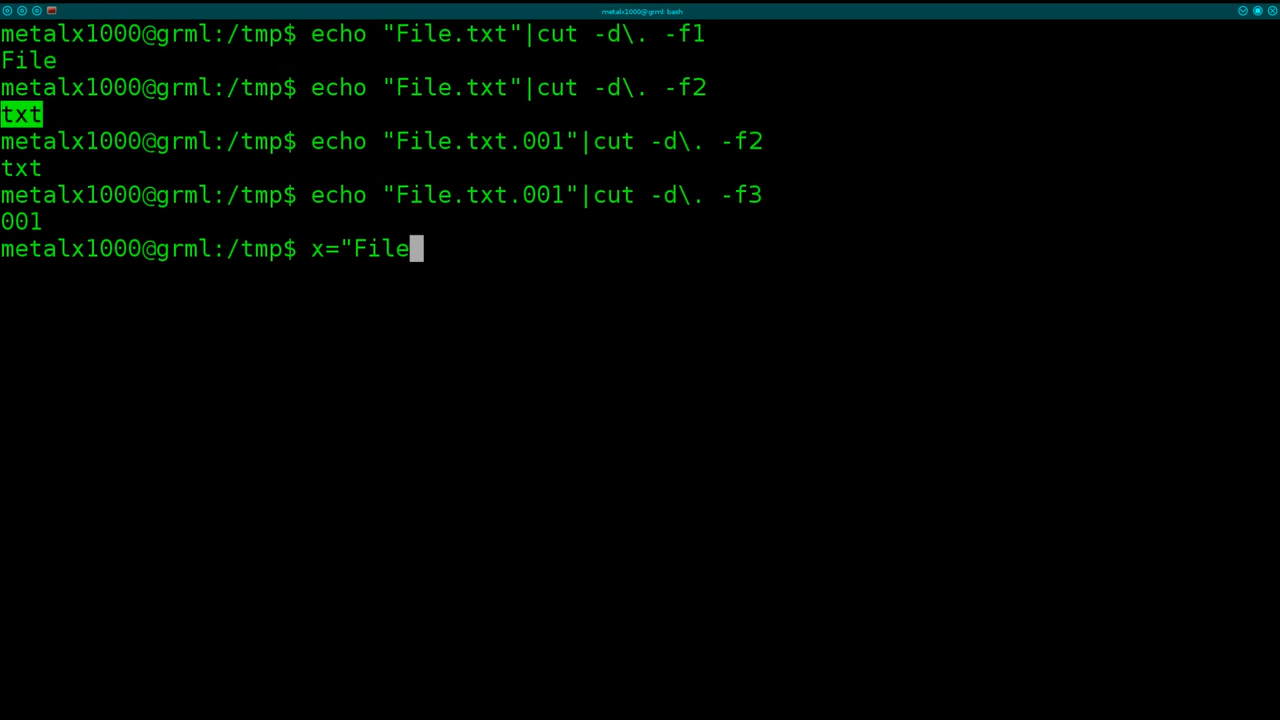 metalx1000@grml: bash
metalx1000@grml:/tmp$ echo "File.txt"|cut -d\. -f1
File
metalx1000@grml:/tmp$ echo "File.txt"|cut -d\. -f2
txt
metalx1000@grml:/tmp$ echo "File.txt.001"|cut -d\. -f2
txt
metalx1000@grml:/tmp$ echo "File.txt.001"|cut -d\. -f3
001
metalx1000@grml:/tmp$ x="File